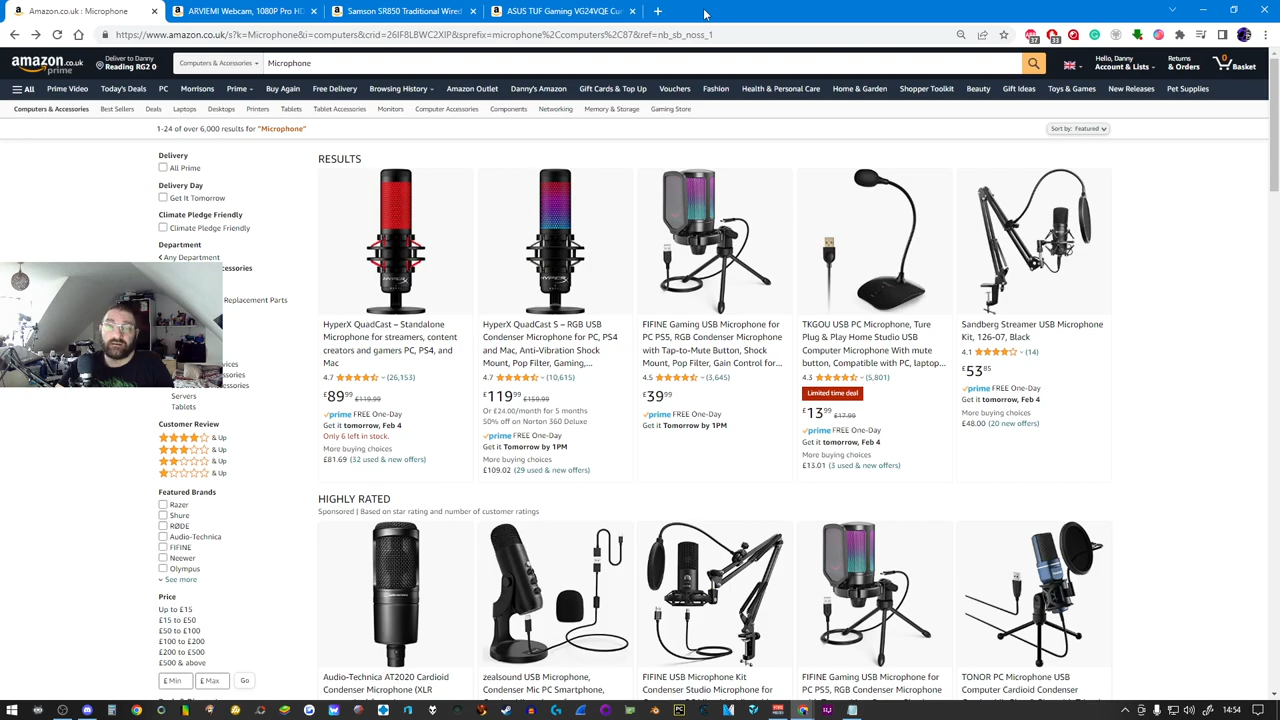 Amazon.co.uk : Microphone
ARVIEMI Webcam, 1080P Pro HD
Samson SR850 Traditional Wired
ASUS TUF Gaming VG24VQE Cur
https://www.amazon.co.uk/s?k=Microphone&i=computers&crid=26IF8LBWC2XIP&sprefix=microphone%2Ccomputers%2C87&ref=nb_sb_noss_1
37
33
amazon.co.uk
prime
Deliver to Danny
Reading RG2 0
Computers & Accessories
Microphone
Hello, Danny
Account & Lists
Returns
& Orders
0
Basket
All
Prime Video
Today's Deals
PC
Morrisons
Prime
Buy Again
Free Delivery
Browsing History
Amazon Outlet
Danny's Amazon
Gift Cards & Top Up
Vouchers
Fashion
Health & Personal Care
Home & Garden
Shopper Toolkit
Beauty
Gift Ideas
Toys & Games
New Releases
Pet Supplies
Computers & Accessories
Best Sellers
Deals
Laptops
Desktops
Printers
Tablets
Tablet Accessories
Monitors
Computer Accessories
Components
Networking
Memory & Storage
Gaming Store
1-24 of over 6,000 results for "Microphone"
Sort by: Featured
Delivery
All Prime
Delivery Day
Get It Tomorrow
Climate Pledge Friendly
Climate Pledge Friendly
Department
Any Department
cessories
Replacement Parts
vices
sories
essories
Servers
Tablets
Customer Review
& Up
& Up
& Up
& Up
Featured Brands
Razer
Shure
RØDE
Audio-Technica
FIFINE
Neewer
Olympus
See more
Price
Up to £15
£15 to £50
£50 to £100
£100 to £200
£200 to £500
£500 & above
£ Min
£ Max
Go
RESULTS
HyperX QuadCast – Standalone
Microphone for streamers, content
creators and gamers PC, PS4, and
Mac
4.7
(26,153)
£89.99 £119.99
prime FREE One-Day
Get it tomorrow, Feb 4
Only 6 left in stock.
More buying choices
£81.69 (32 used & new offers)
HyperX QuadCast S – RGB USB
Condenser Microphone for PC, PS4
and Mac, Anti-Vibration Shock
Mount, Pop Filter, Gaming,...
4.7
(10,615)
£119.99 £159.99
Or £24.00/month for 5 months
50% off on Norton 360 Deluxe
prime FREE One-Day
Get it Tomorrow by 1PM
More buying choices
£109.02 (29 used & new offers)
FIFINE Gaming USB Microphone for
PC PS5, RGB Condenser Microphone
with Tap-to-Mute Button, Shock
Mount, Pop Filter, Gain Control for...
4.5
(3,645)
£39.99
prime FREE One-Day
Get it Tomorrow by 1PM
TKGOU USB PC Microphone, Ture
Plug & Play Home Studio USB
Computer Microphone With mute
button, Compatible with PC, laptop...
4.3
(5,801)
Limited time deal
£13.99 £17.99
prime FREE One-Day
Get it tomorrow, Feb 4
More buying choices
£13.01 (3 used & new offers)
Sandberg Streamer USB Microphone
Kit, 126-07, Black
4.1
(14)
£53.85
prime FREE One-Day
Get it tomorrow, Feb 4
More buying choices
£48.00 (20 new offers)
HIGHLY RATED
Sponsored | Based on star rating and number of customer ratings
Audio-Technica AT2020 Cardioid
Condenser Microphone (XLR
zealsound USB Microphone,
Condenser Mic PC Smartphone,
FIFINE USB Microphone Kit
Condenser Studio Microphone for
FIFINE Gaming USB Microphone for
PC PS5, RGB Condenser Microphone
TONOR PC Microphone USB
Computer Cardioid Condenser
14:54